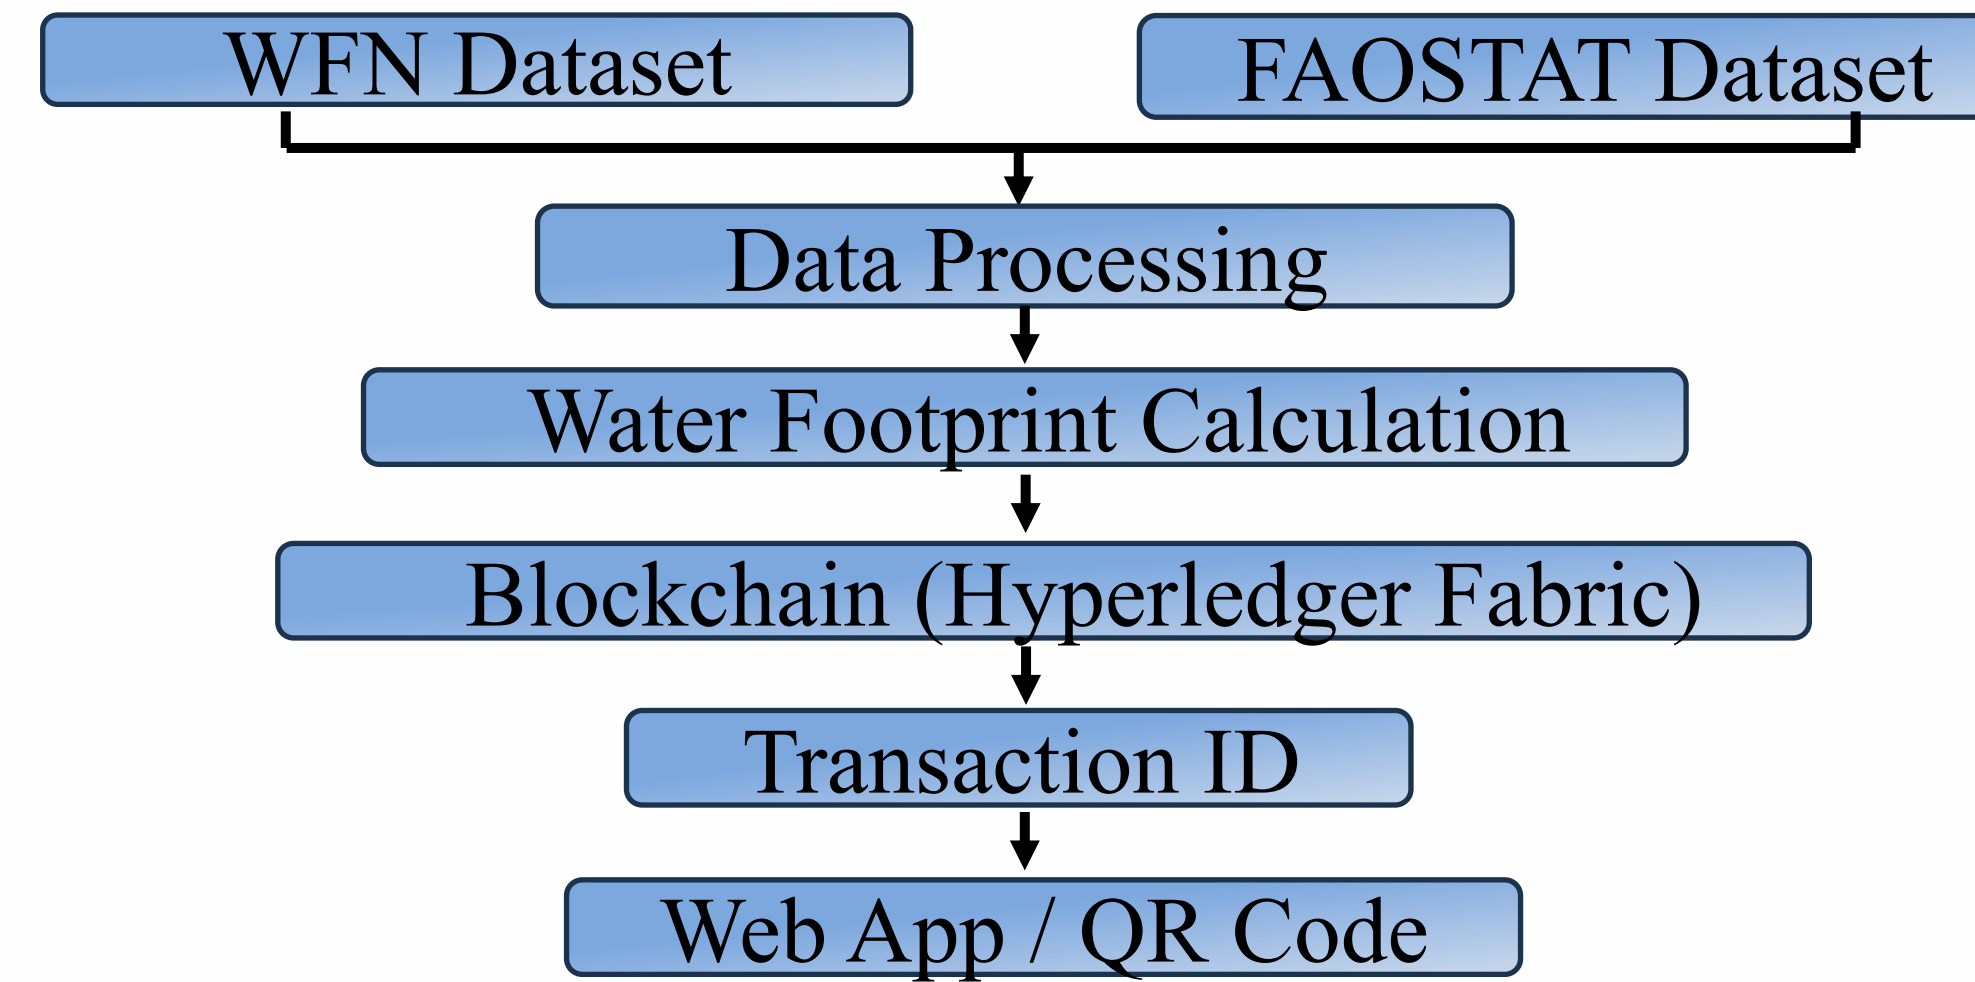 WFN Dataset
FAOSTAT Dataset
Data Processing
Water Footprint Calculation
Blockchain (Hyperledger Fabric)
Transaction ID
Web App / QR Code